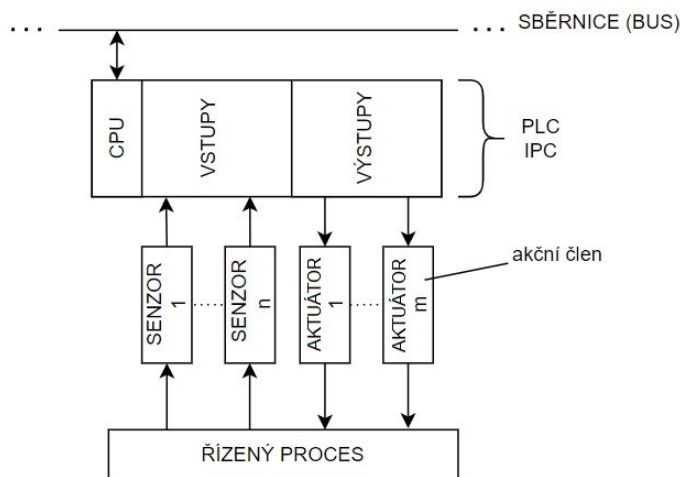 ... ... SBĚRNICE (BUS)
CPU
VSTUPY
VÝSTUPY
PLC
IPC
SENZOR
1
........
SENZOR
n
AKTUÁTOR
1
........
AKTUÁTOR
m
akční člen
ŘÍZENÝ PROCES